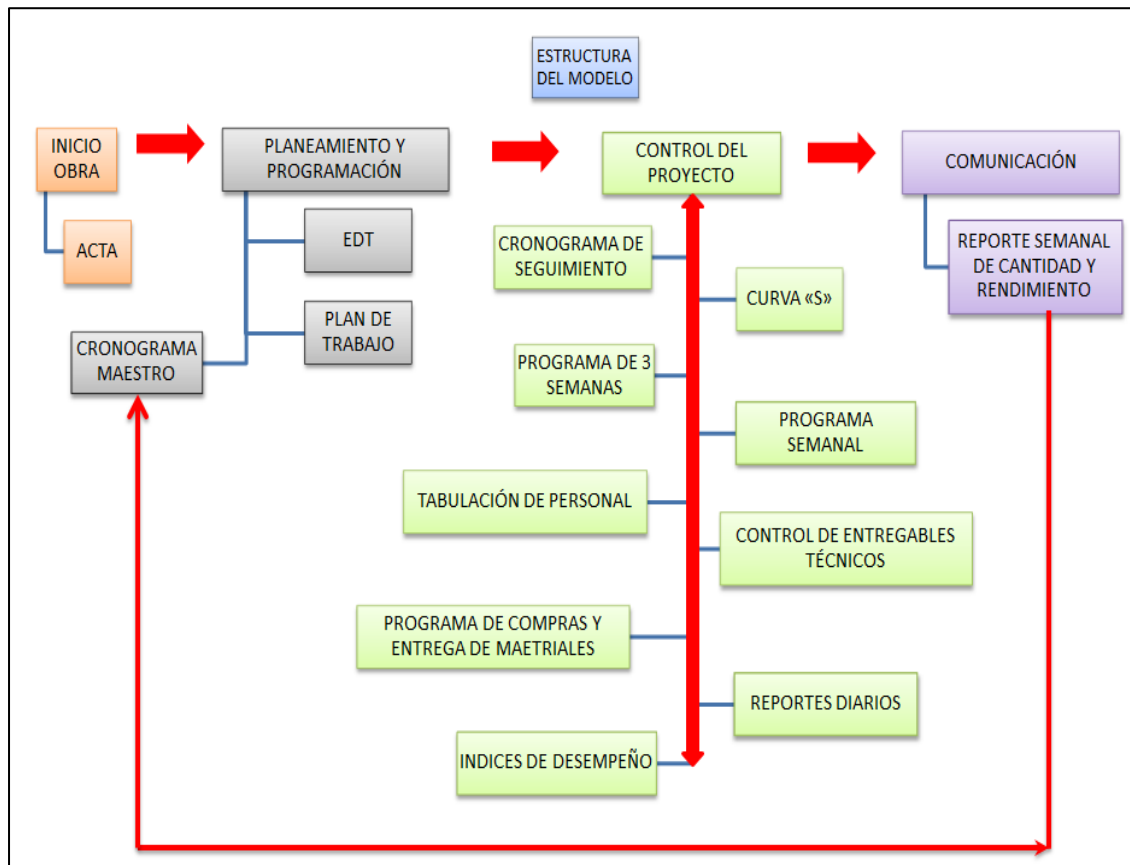 ESTRUCTURA
DEL MODELO
INICIO
OBRA
ACTA
PLANEAMIENTO Y
PROGRAMACIÓN
EDT
PLAN DE
TRABAJO
CRONOGRAMA
MAESTRO
CONTROL DEL
PROYECTO
CRONOGRAMA DE
SEGUIMIENTO
CURVA «S»
PROGRAMA DE 3
SEMANAS
PROGRAMA
SEMANAL
TABULACIÓN DE PERSONAL
CONTROL DE ENTREGABLES
TÉCNICOS
PROGRAMA DE COMPRAS Y
ENTREGA DE MAETRIALES
REPORTES DIARIOS
INDICES DE DESEMPEÑO
COMUNICACIÓN
REPORTE SEMANAL
DE CANTIDAD Y
RENDIMIENTO